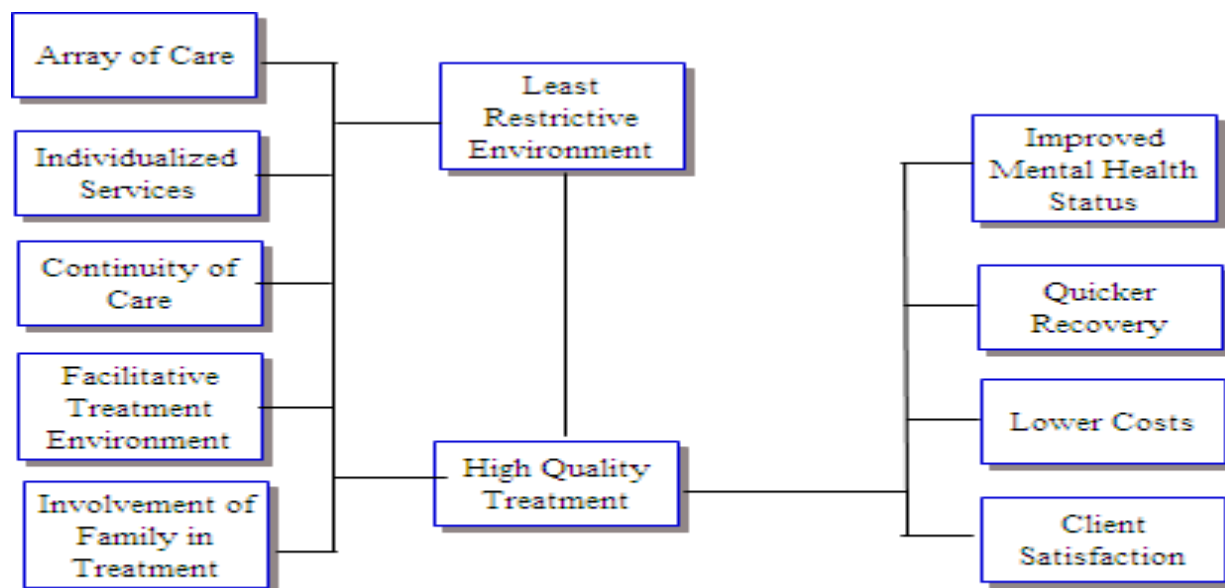 Array of Care
Individualized
Services
Continuity of
Care
Facilitative
Treatment
Environment
Involvement of
Family in
Treatment
Least
Restrictive
Environment
High Quality
Treatment
Improved
Mental Health
Status
Quicker
Recovery
Lower Costs
Client
Satisfaction